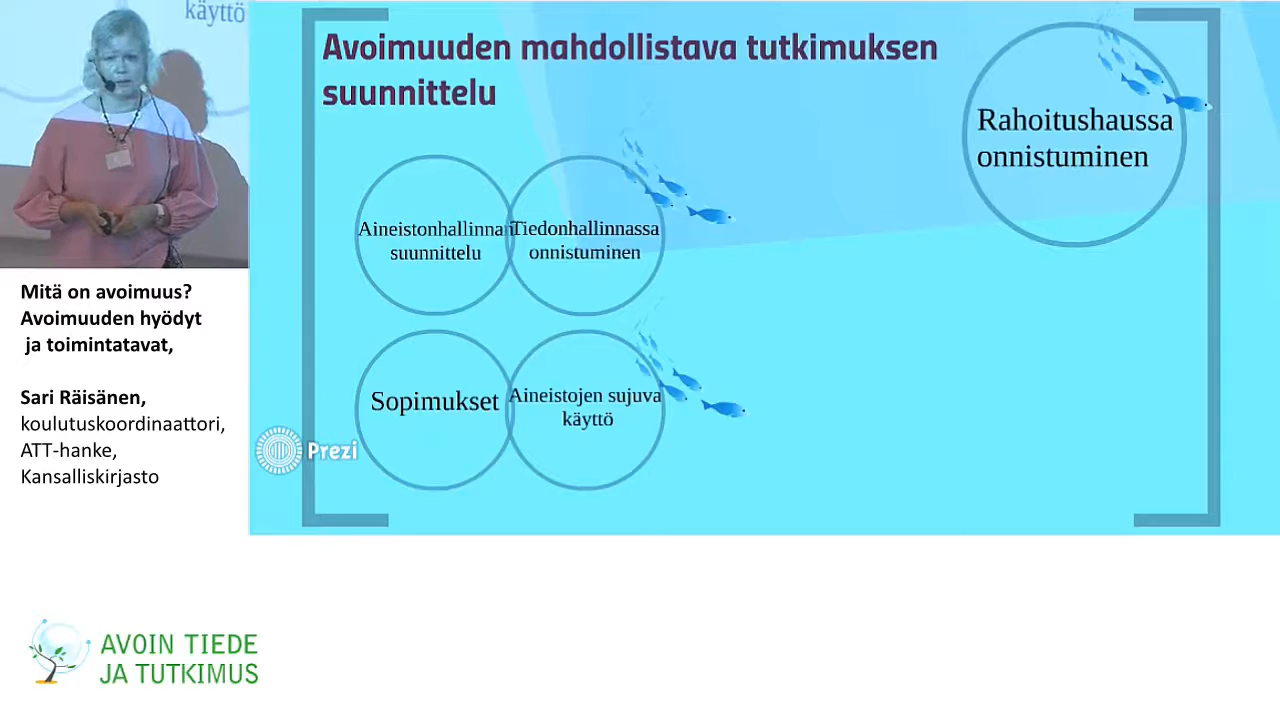 käyttö
Avoimuuden mahdollistava tutkimuksen
suunnittelu
Rahoitushaussa
onnistuminen
Aineistonhallinnan
suunnittelu
Tiedonhallinnassa
onnistuminen
Sopimukset
Aineistojen sujuva
käyttö
Prezi
Mitä on avoimuus?
Avoimuuden hyödyt
ja toimintatavat,
Sari Räisänen,
koulutuskoordinaattori,
ATT-hanke,
Kansalliskirjasto
AVOIN TIEDE
JA TUTKIMUS